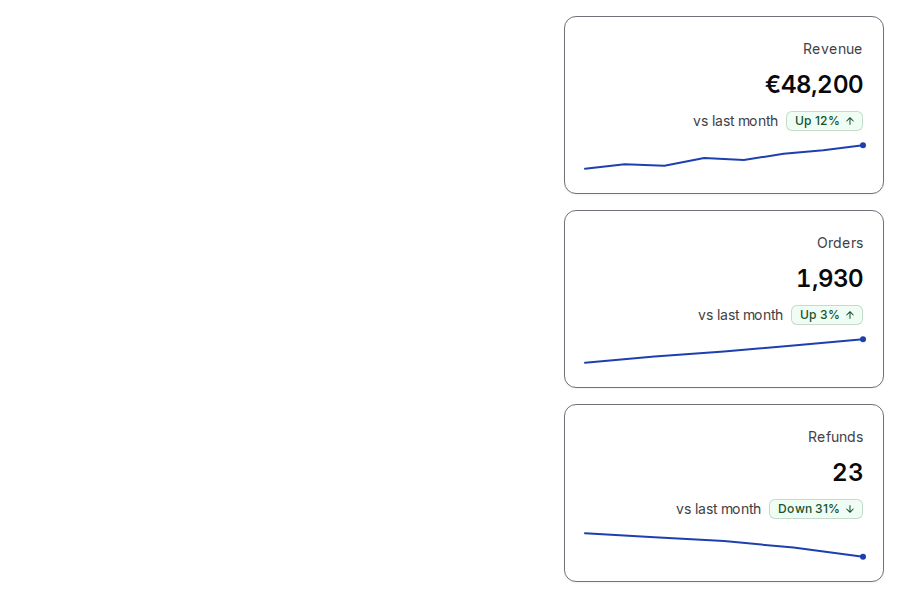 Revenue
€48,200
vs last month Up 12% ↑
Orders
1,930
vs last month Up 3% ↑
Refunds
23
vs last month Down 31% ↓